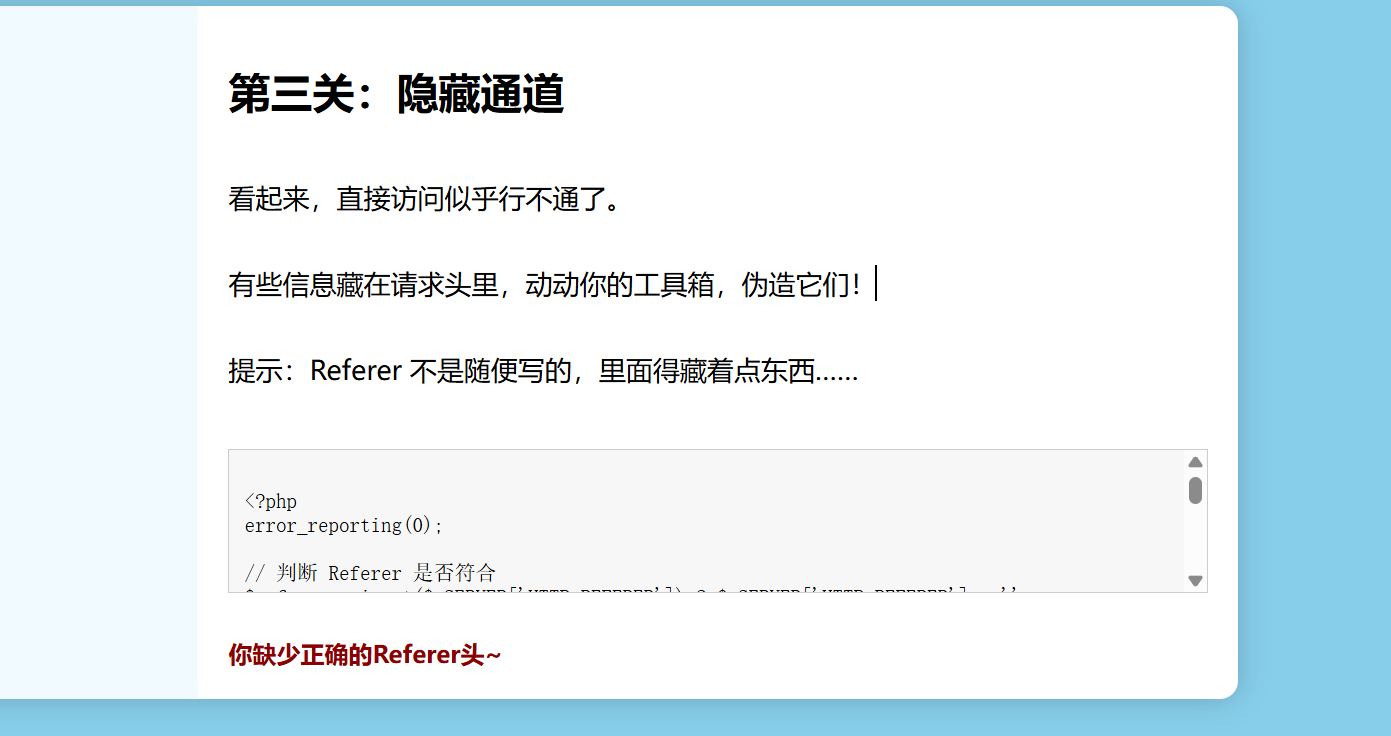 第三关：隐藏通道
看起来，直接访问似乎行不通了。
有些信息藏在请求头里，动动你的工具箱，伪造它们！
提示：Referer 不是随便写的，里面得藏着点东西……
<?php
error_reporting(0);
// 判断 Referer 是否符合
你缺少正确的Referer头~